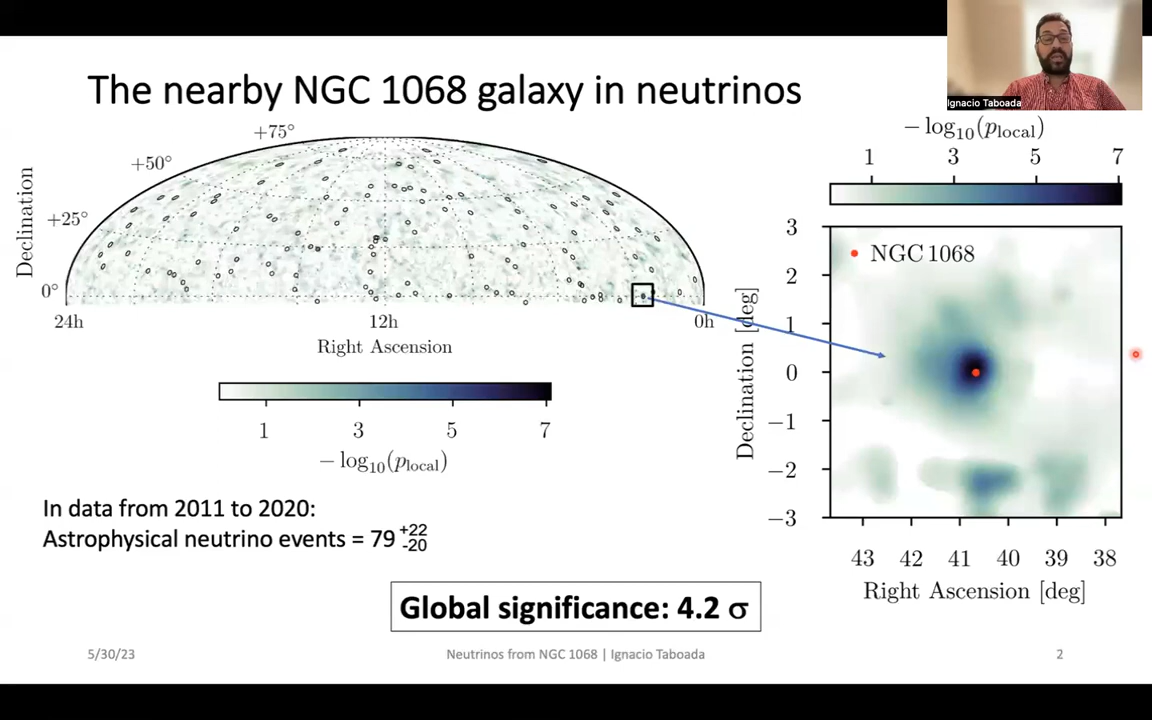 Ignacio Taboada
The nearby NGC 1068 galaxy in neutrinos
+75°
+50°
+25°
0°
Declination
24h
12h
0h
Right Ascension
1
3
5
7
− log₁₀(p_local)
− log₁₀(p_local)
1
3
5
7
NGC 1068
3
2
1
0
−1
−2
−3
Declination [deg]
43
42
41
40
39
38
Right Ascension [deg]
In data from 2011 to 2020:
Astrophysical neutrino events = 79 +22 -20
Global significance: 4.2 σ
5/30/23
Neutrinos from NGC 1068 | Ignacio Taboada
2